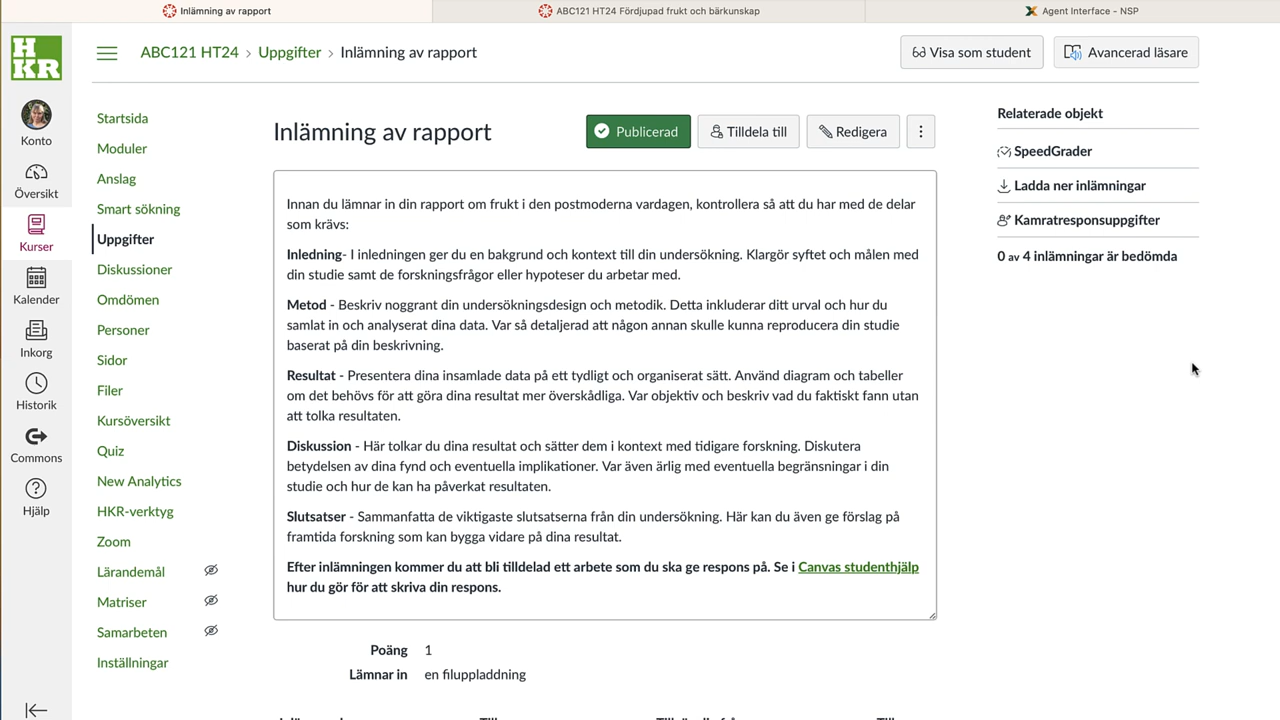 Inlämning av rapport
ABC121 HT24 Fördjupad frukt och bärkunskap
Agent Interface - NSP
HKR
ABC121 HT24 › Uppgifter › Inlämning av rapport
Visa som student
Avancerad läsare
Konto
Översikt
Kurser
Kalender
Inkorg
Historik
Commons
Hjälp
Startsida
Moduler
Anslag
Smart sökning
Uppgifter
Diskussioner
Omdömen
Personer
Sidor
Filer
Kursöversikt
Quiz
New Analytics
HKR-verktyg
Zoom
Lärandemål
Matriser
Samarbeten
Inställningar
Inlämning av rapport
Publicerad
Tilldela till
Redigera
Innan du lämnar in din rapport om frukt i den postmoderna vardagen, kontrollera så att du har med de delar
som krävs:
Inledning- I inledningen ger du en bakgrund och kontext till din undersökning. Klargör syftet och målen med
din studie samt de forskningsfrågor eller hypoteser du arbetar med.
Metod - Beskriv noggrant din undersökningsdesign och metodik. Detta inkluderar ditt urval och hur du
samlat in och analyserat dina data. Var så detaljerad att någon annan skulle kunna reproducera din studie
baserat på din beskrivning.
Resultat - Presentera dina insamlade data på ett tydligt och organiserat sätt. Använd diagram och tabeller
om det behövs för att göra dina resultat mer överskådliga. Var objektiv och beskriv vad du faktiskt fann utan
att tolka resultaten.
Diskussion - Här tolkar du dina resultat och sätter dem i kontext med tidigare forskning. Diskutera
betydelsen av dina fynd och eventuella implikationer. Var även ärlig med eventuella begränsningar i din
studie och hur de kan ha påverkat resultaten.
Slutsatser - Sammanfatta de viktigaste slutsatserna från din undersökning. Här kan du även ge förslag på
framtida forskning som kan bygga vidare på dina resultat.
Efter inlämningen kommer du att bli tilldelad ett arbete som du ska ge respons på. Se i Canvas studenthjälp
hur du gör för att skriva din respons.
Poäng 1
Lämnar in en filuppladdning
Relaterade objekt
SpeedGrader
Ladda ner inlämningar
Kamratresponsuppgifter
0 av 4 inlämningar är bedömda